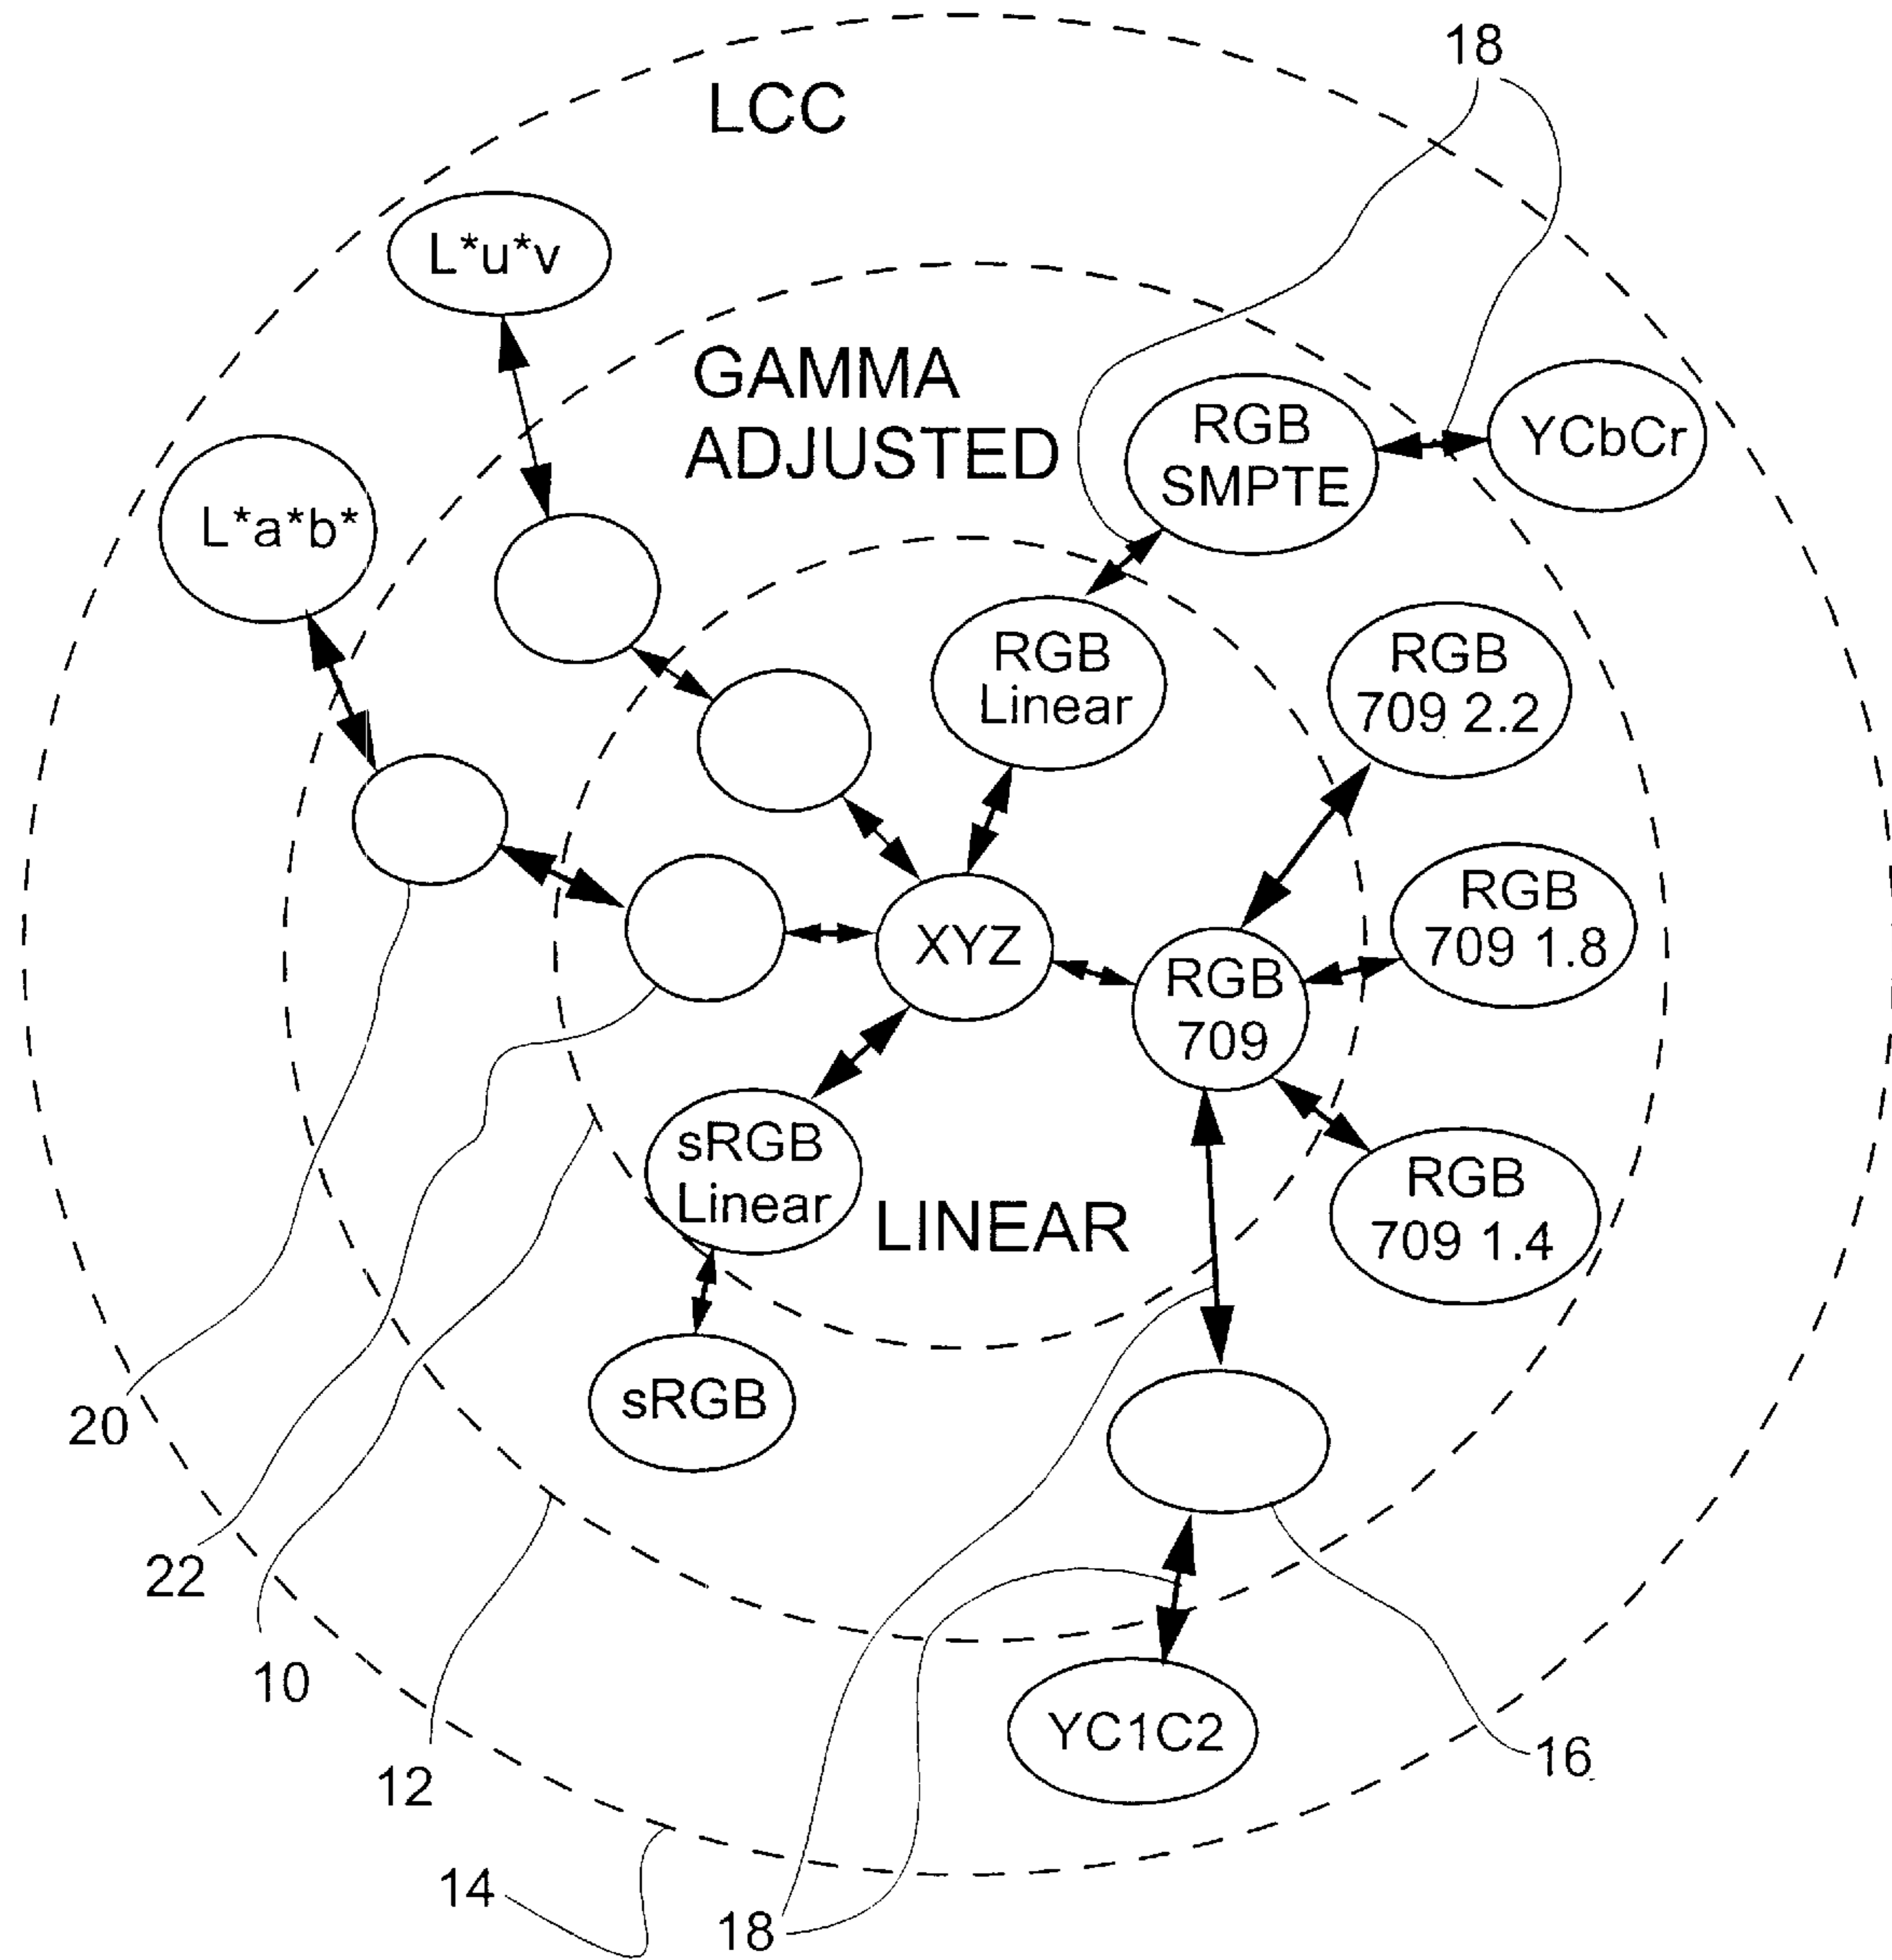 18
LCC
L*u*v
GAMMA
ADJUSTED
RGB
SMPTE
YCbCr
L*a*b*
RGB
Linear
RGB
709 2.2
RGB
709 1.8
XYZ
RGB
709
sRGB
Linear
LINEAR
RGB
709 1.4
sRGB
20
22
10
12
YC1C2
16
14
18